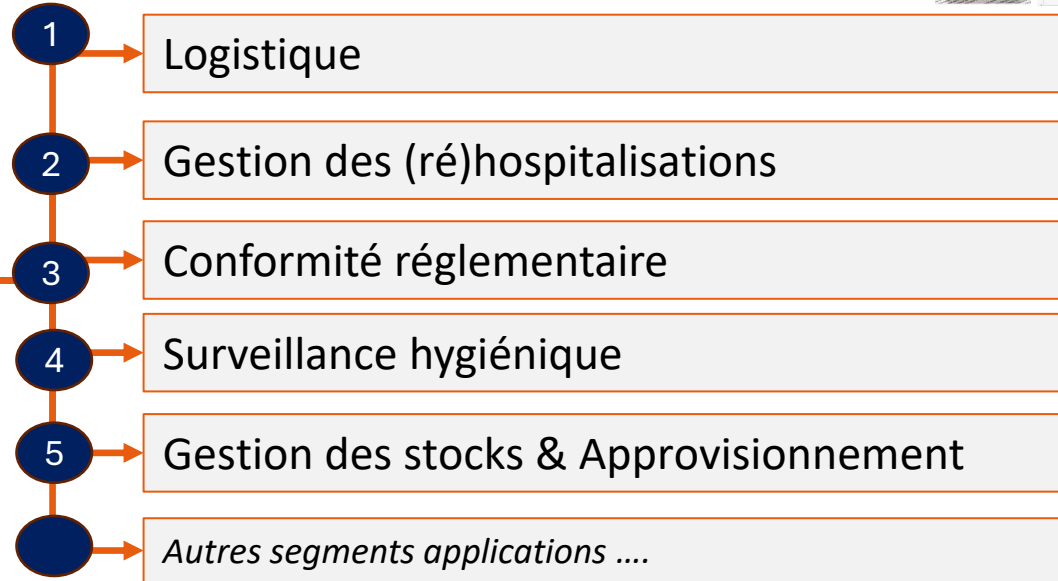 1
Logistique
2
Gestion des (ré)hospitalisations
3
Conformité réglementaire
4
Surveillance hygiénique
5
Gestion des stocks & Approvisionnement
Autres segments applications ....